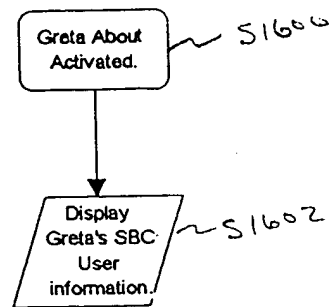 Greta About
Activated.
S1600
Display
Greta's SBC
User
information.
S1602